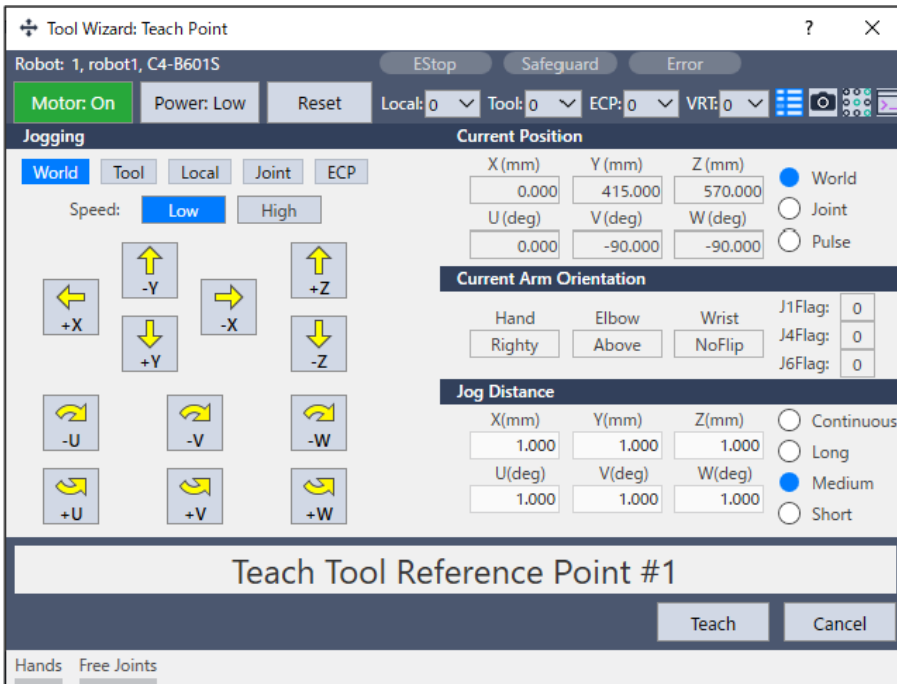 Tool Wizard: Teach Point ?
Robot: 1, robot1, C4-B601S EStop Safeguard Error
Motor: On Power: Low Reset Local: 0 Tool: 0 ECP: 0 VRT: 0
Jogging
World Tool Local Joint ECP
Speed: Low High
-Y +Z
+X -X
+Y -Z
-U -V -W
+U +V +W
Current Position
X (mm) Y (mm) Z (mm)
0.000 415.000 570.000
U (deg) V (deg) W (deg)
0.000 -90.000 -90.000
World
Joint
Pulse
Current Arm Orientation
Hand Elbow Wrist
Righty Above NoFlip
J1Flag: 0
J4Flag: 0
J6Flag: 0
Jog Distance
X(mm) Y(mm) Z(mm)
1.000 1.000 1.000
U(deg) V(deg) W(deg)
1.000 1.000 1.000
Continuous
Long
Medium
Short
Teach Tool Reference Point #1
Teach Cancel
Hands Free Joints